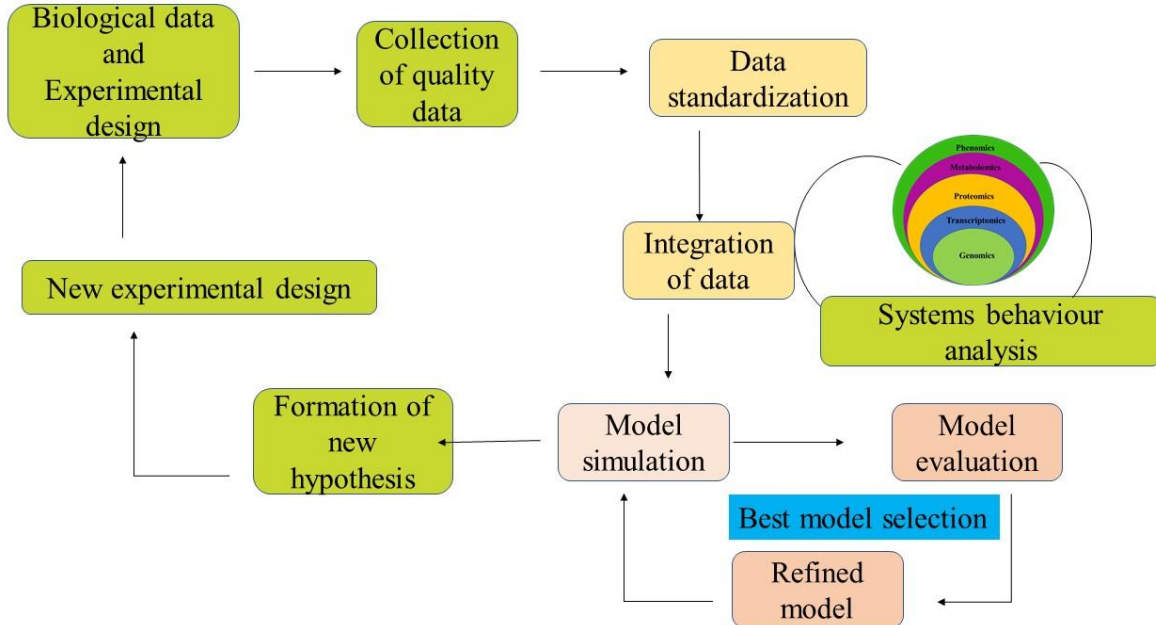 Biological data
and
Experimental
design
Collection
of quality
data
Data
standardization
Phenomics
Metabolomics
Proteomics
Transcriptomics
Genomics
Integration
of data
New experimental design
Systems behaviour
analysis
Formation of
new
hypothesis
Model
simulation
Model
evaluation
Best model selection
Refined
model